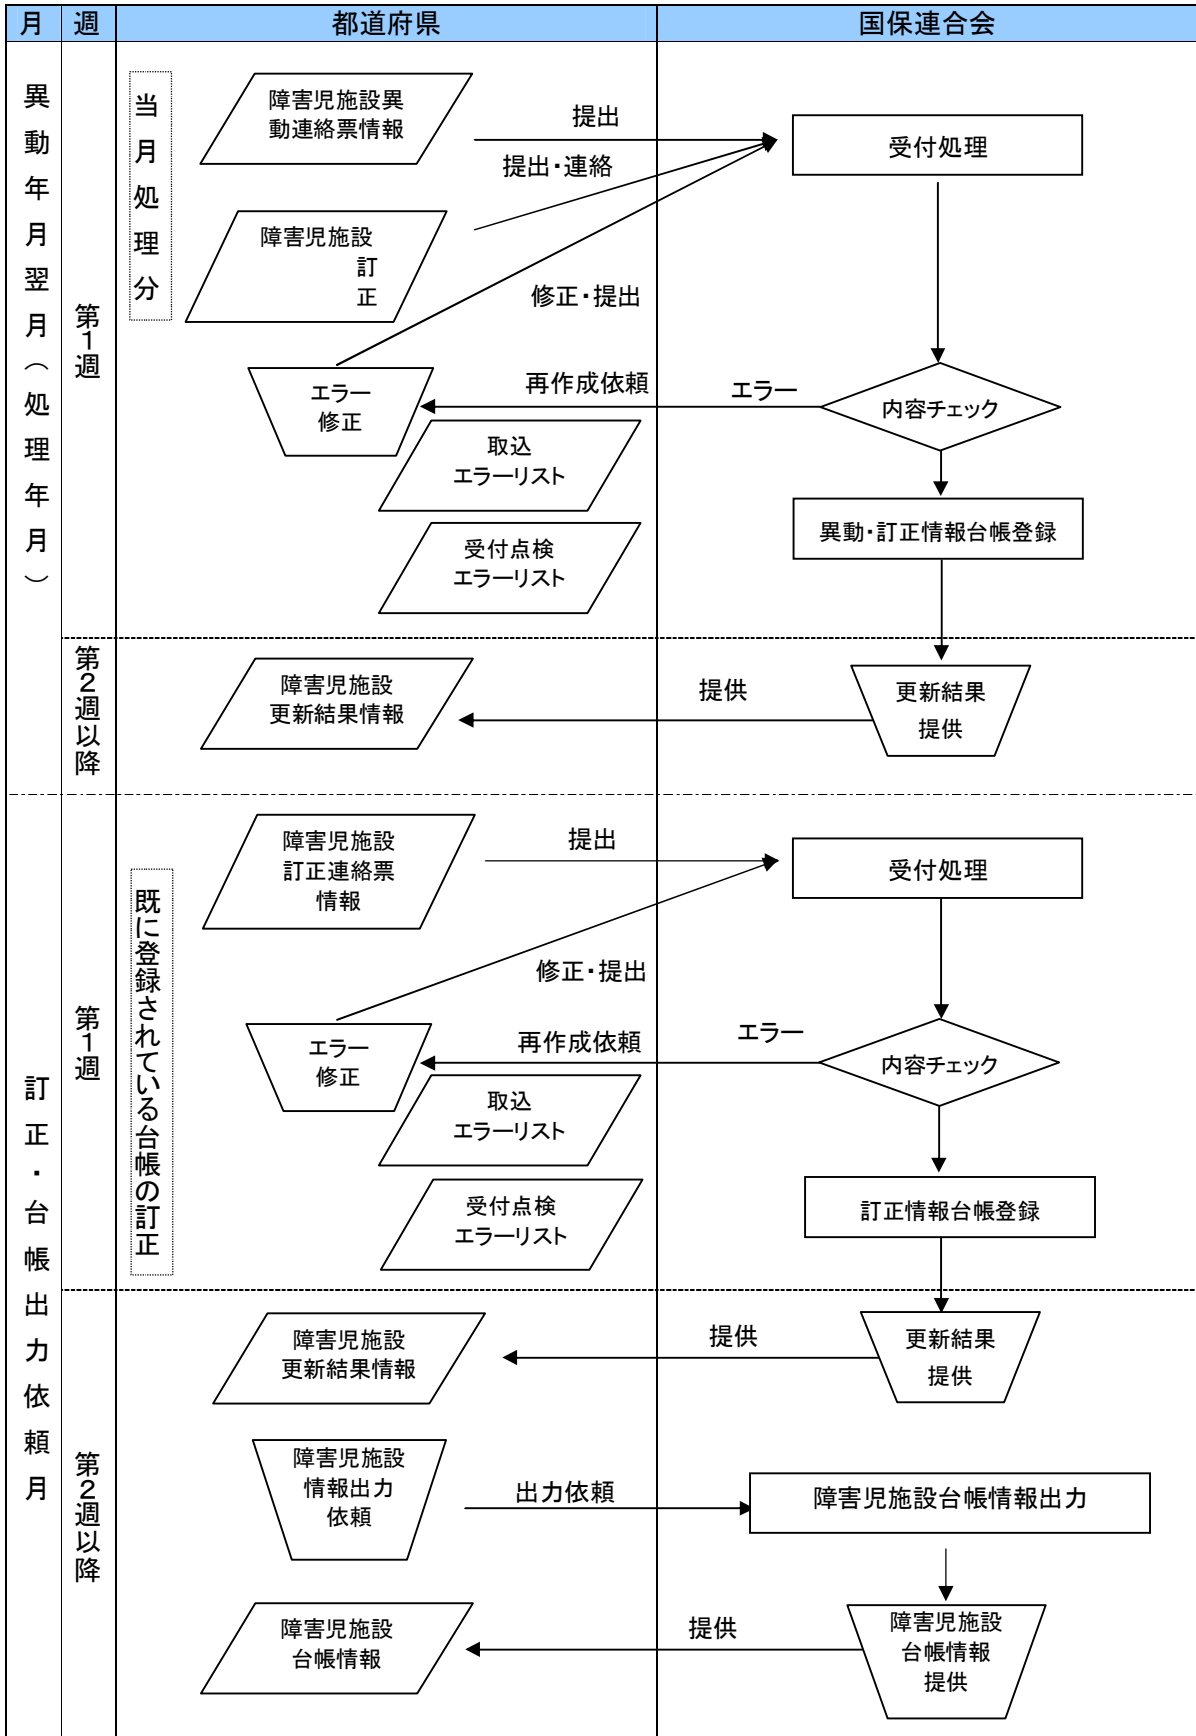 月
週
都道府県
国保連合会
異動年月翌月（処理年月）
第1週
当月処理分
障害児施設異
動連絡票情報
提出
受付処理
提出・連絡
障害児施設
訂
正
修正・提出
エラー
修正
再作成依頼
エラー
内容チェック
取込
エラーリスト
異動・訂正情報台帳登録
受付点検
エラーリスト
第2週以降
障害児施設
更新結果情報
提供
更新結果
提供
訂正・台帳出力依頼月
第1週
既に登録されている台帳の訂正
障害児施設
訂正連絡票
情報
提出
受付処理
修正・提出
エラー
修正
再作成依頼
エラー
内容チェック
取込
エラーリスト
受付点検
エラーリスト
訂正情報台帳登録
第2週以降
障害児施設
更新結果情報
提供
更新結果
提供
障害児施設
情報出力
依頼
出力依頼
障害児施設台帳情報出力
障害児施設
台帳情報
提供
障害児施設
台帳情報
提供